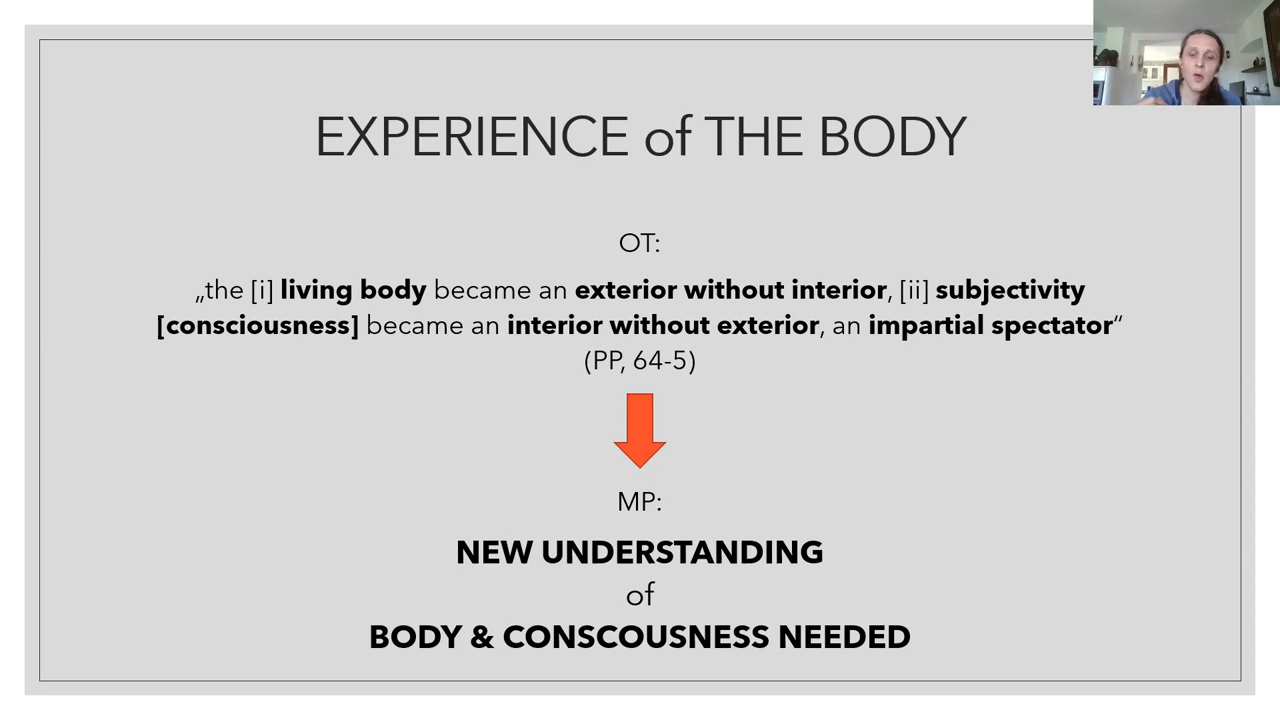 EXPERIENCE of THE BODY
OT:
„the [i] living body became an exterior without interior, [ii] subjectivity
[consciousness] became an interior without exterior, an impartial spectator“
(PP, 64-5)
MP:
NEW UNDERSTANDING
of
BODY & CONSCOUSNESS NEEDED